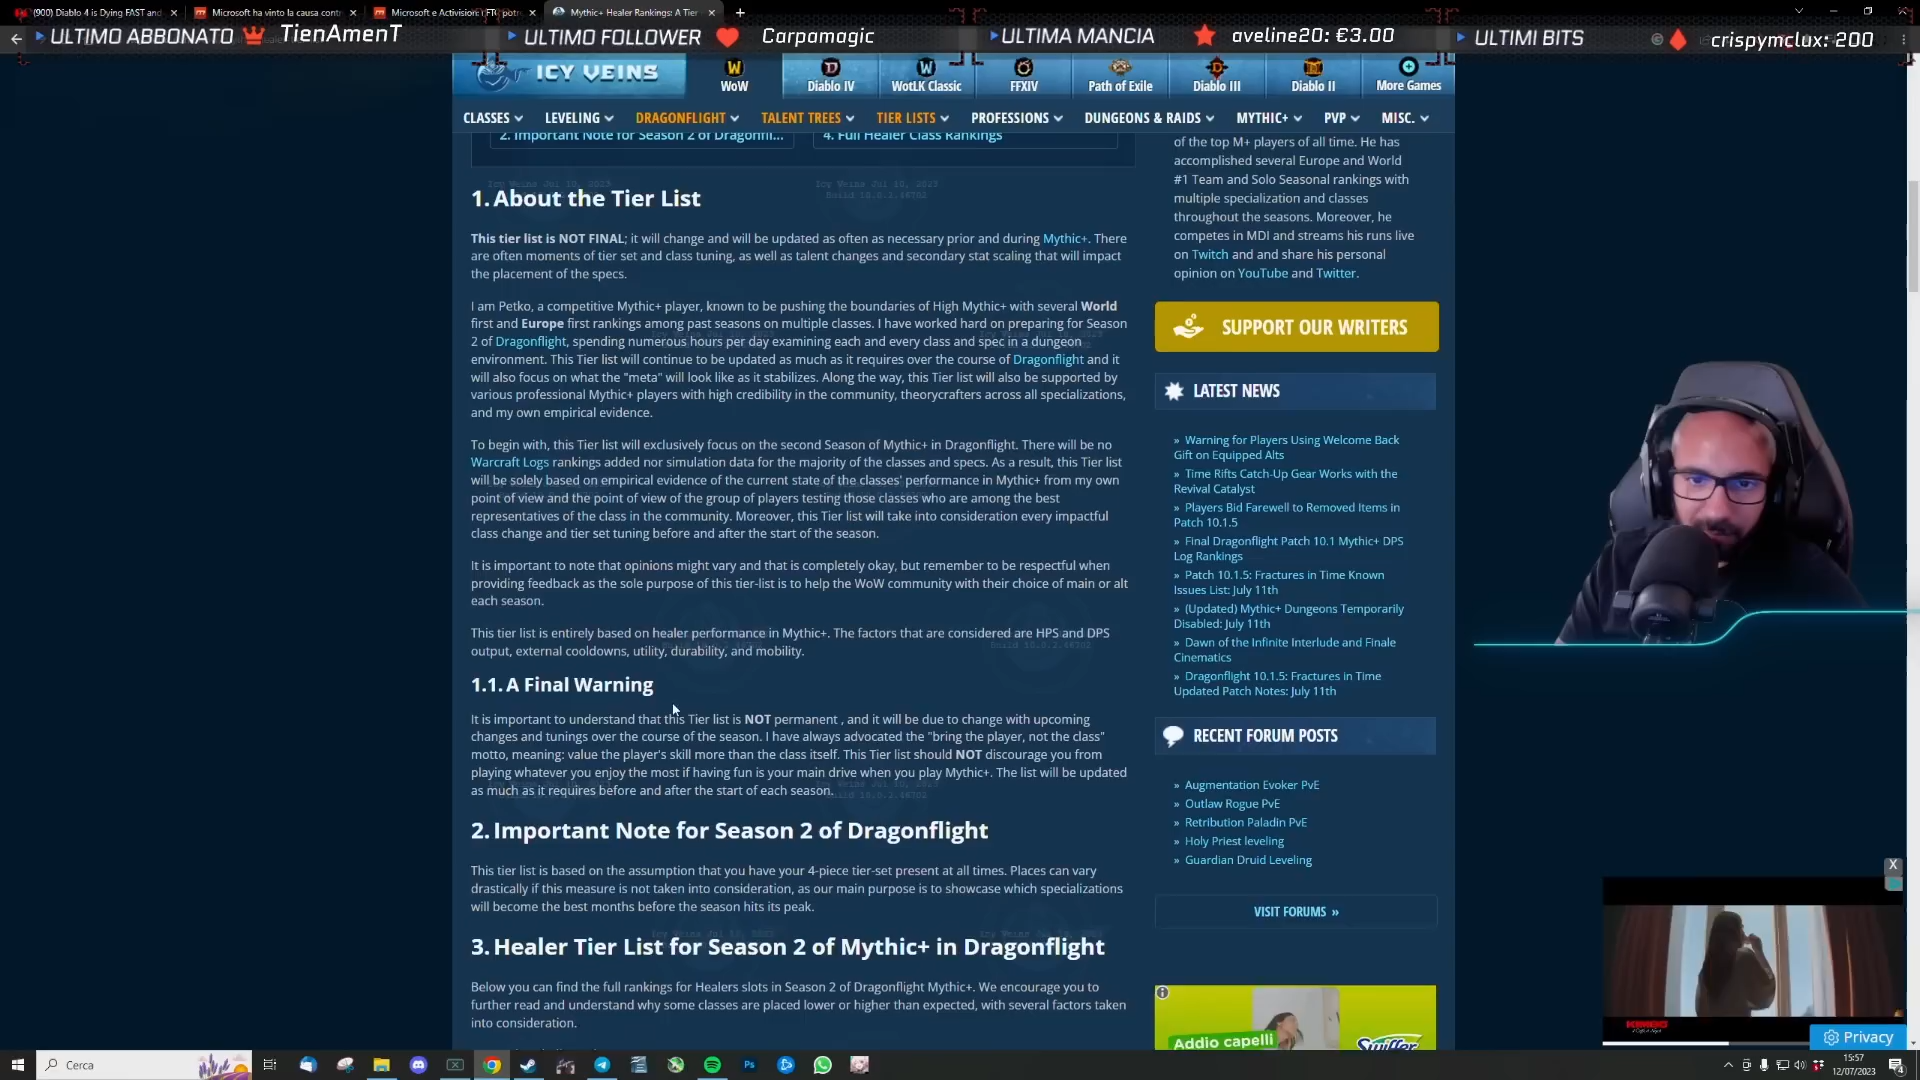 (900) Diablo 4 is Dying FAST and
Microsoft ha vinto la causa contr
Microsoft e Activision:
Mythic+ Healer Rankings: A Tier
ULTIMO ABBONATO TienAmenT
ULTIMO FOLLOWER Carpamagic
ULTIMA MANCIA aveline20: €3.00
ULTIMI BITS crispymclux: 200
ICY VEINS
WoW
Diablo IV
WotLK Classic
FFXIV
Path of Exile
Diablo III
Diablo II
More Games
CLASSES LEVELING DRAGONFLIGHT TALENT TREES TIER LISTS PROFESSIONS DUNGEONS & RAIDS MYTHIC+ PVP MISC.
2. Important Note for Season 2 of Dragonfl...
4. Full Healer Class Rankings
1. About the Tier List
This tier list is NOT FINAL; it will change and will be updated as often as necessary prior and during Mythic+. There
are often moments of tier set and class tuning, as well as talent changes and secondary stat scaling that will impact
the placement of the specs.
I am Petko, a competitive Mythic+ player, known to be pushing the boundaries of High Mythic+ with several World
first and Europe first rankings among past seasons on multiple classes. I have worked hard on preparing for Season
2 of Dragonflight, spending numerous hours per day examining each and every class and spec in a dungeon
environment. This Tier list will continue to be updated as much as it requires over the course of Dragonflight and it
will also focus on what the "meta" will look like as it stabilizes. Along the way, this Tier list will also be supported by
various professional Mythic+ players with high credibility in the community, theorycrafters across all specializations,
and my own empirical evidence.
To begin with, this Tier list will exclusively focus on the second Season of Mythic+ in Dragonflight. There will be no
Warcraft Logs rankings added nor simulation data for the majority of the classes and specs. As a result, this Tier list
will be solely based on empirical evidence of the current state of the classes' performance in Mythic+ from my own
point of view and the point of view of the group of players testing those classes who are among the best
representatives of the class in the community. Moreover, this Tier list will take into consideration every impactful
class change and tier set tuning before and after the start of the season.
It is important to note that opinions might vary and that is completely okay, but remember to be respectful when
providing feedback as the sole purpose of this tier-list is to help the WoW community with their choice of main or alt
each season.
This tier list is entirely based on healer performance in Mythic+. The factors that are considered are HPS and DPS
output, external cooldowns, utility, durability, and mobility.
1.1. A Final Warning
It is important to understand that this Tier list is NOT permanent , and it will be due to change with upcoming
changes and tunings over the course of the season. I have always advocated the "bring the player, not the class"
motto, meaning: value the player's skill more than the class itself. This Tier list should NOT discourage you from
playing whatever you enjoy the most if having fun is your main drive when you play Mythic+. The list will be updated
as much as it requires before and after the start of each season.
2. Important Note for Season 2 of Dragonflight
This tier list is based on the assumption that you have your 4-piece tier-set present at all times. Places can vary
drastically if this measure is not taken into consideration, as our main purpose is to showcase which specializations
will become the best months before the season hits its peak.
3. Healer Tier List for Season 2 of Mythic+ in Dragonflight
Below you can find the full rankings for Healers slots in Season 2 of Dragonflight Mythic+. We encourage you to
further read and understand why some classes are placed lower or higher than expected, with several factors taken
into consideration.
of the top M+ players of all time. He has
accomplished several Europe and World
#1 Team and Solo Seasonal rankings with
multiple specialization and classes
throughout the seasons. Moreover, he
competes in MDI and streams his runs live
on Twitch and and share his personal
opinion on YouTube and Twitter.
SUPPORT OUR WRITERS
LATEST NEWS
» Warning for Players Using Welcome Back
Gift on Equipped Alts
» Time Rifts Catch-Up Gear Works with the
Revival Catalyst
» Players Bid Farewell to Removed Items in
Patch 10.1.5
» Final Dragonflight Patch 10.1 Mythic+ DPS
Log Rankings
» Patch 10.1.5: Fractures in Time Known
Issues List: July 11th
» (Updated) Mythic+ Dungeons Temporarily
Disabled: July 11th
» Dawn of the Infinite Interlude and Finale
Cinematics
» Dragonflight 10.1.5: Fractures in Time
Updated Patch Notes: July 11th
RECENT FORUM POSTS
» Augmentation Evoker PvE
» Outlaw Rogue PvE
» Retribution Paladin PvE
» Holy Priest leveling
» Guardian Druid Leveling
VISIT FORUMS »
Addio capelli
Swiffer
X
Privacy
Cerca
Ps
15:57
12/07/2023